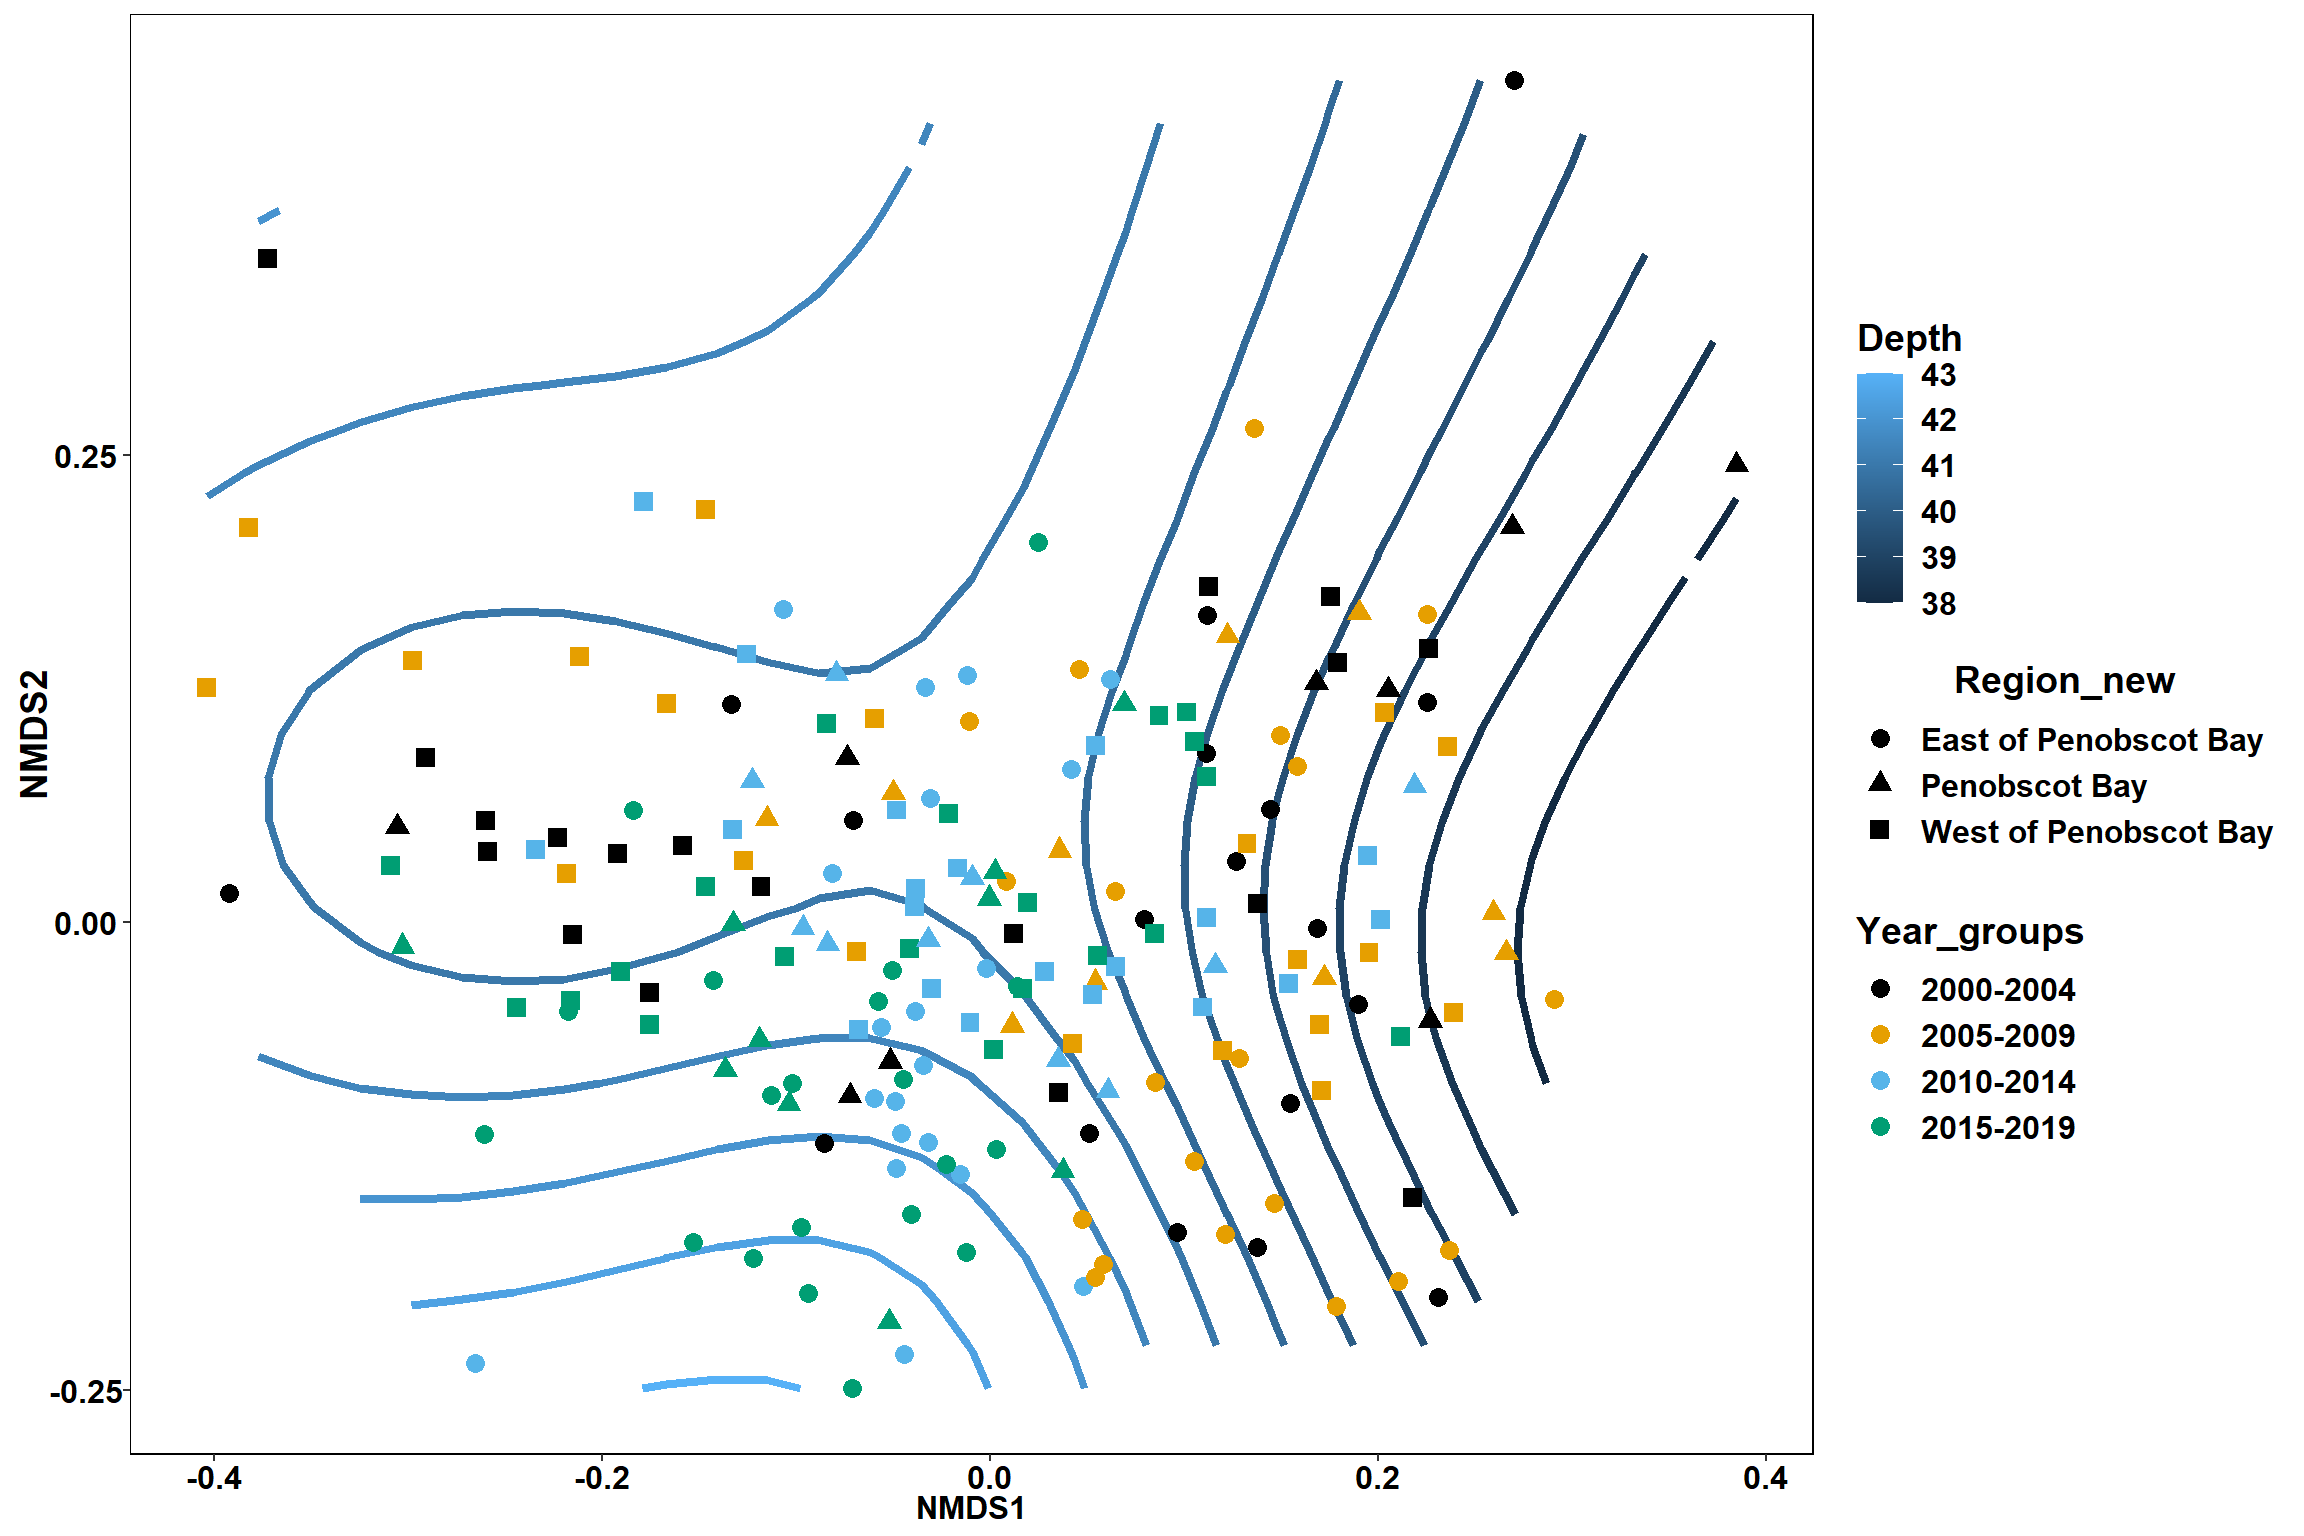 0.25
0.00
-0.25
NMDS2
-0.4
-0.2
0.0
0.2
0.4
NMDS1
Depth
43
42
41
40
39
38
Region_new
East of Penobscot Bay
Penobscot Bay
West of Penobscot Bay
Year_groups
2000-2004
2005-2009
2010-2014
2015-2019